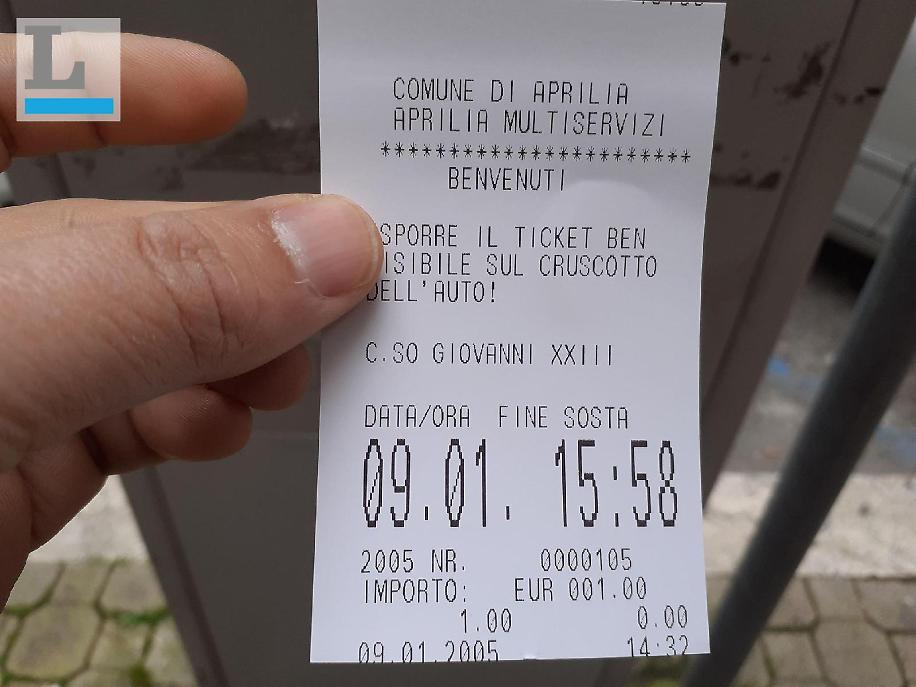 L
COMUNE DI APRILIA
APRILIA MULTISERVIZI
***********************
BENVENUTI
SPORRE IL TICKET BEN
ISIBILE SUL CRUSCOTTO
DELL'AUTO!
C.SO GIOVANNI XXIII
DATA/ORA FINE SOSTA
09.01. 15:58
2005 NR. 0000105
IMPORTO: EUR 001.00
1.00 0.00
09.01.2005 14:32